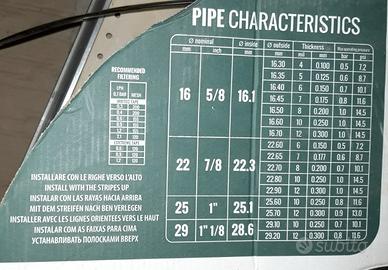 PIPE CHARACTERISTICS
Ø nominal Ø inside Ø outside Thickness Max operating pressure
mm inch mm mm mil mm bar psi
16 5/8 16.1
16.30 4 0.100 0.5 7.2
16.35 5 0.125 0.6 8.7
16.40 6 0.150 0.7 10.1
16.45 7 0.175 0.8 11.6
16.50 8 0.200 1.0 14.5
16.60 10 0.250 1.0 14.5
16.70 12 0.300 1.0 14.5
22 7/8 22.3
22.60 6 0.150 0.5 7.2
22.65 7 0.177 0.6 8.7
22.70 8 0.200 0.7 10.1
22.80 10 0.250 1.0 14.5
22.90 12 0.300 1.0 14.5
25 1" 25.1
25.60 10 0.250 0.8 11.6
25.70 12 0.300 0.9 13.0
29 1" 1/8 28.6
29.10 10 0.250 0.7 10.1
29.20 12 0.300 0.8 11.6
RECOMMENDED
FILTERING
LPH
MESH
INSTALLARE CON LE RIGHE VERSO L'ALTO
INSTALL WITH THE STRIPES UP
INSTALAR CON LAS RAYAS HACIA ARRIBA
MIT DEM STREIFEN NACH BEN VERLEGEN
INSTALLER AVEC LES LIGNES ORIENTEES VERS LE HAUT
INSTALAR COM AS FAIXAS PARA CIMA
УСТАНАВЛИВАТЬ ПОЛОСКАМИ ВВЕРХ
subito